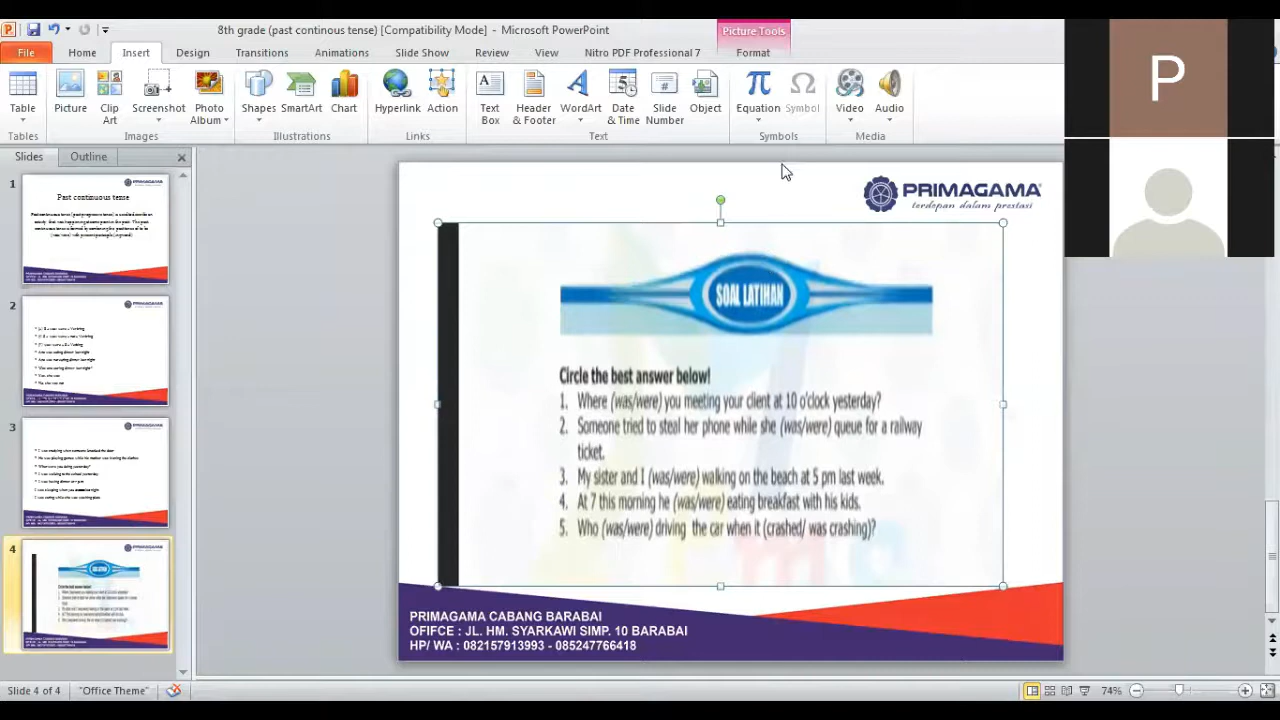 8th grade (past continous tense) [Compatibility Mode] - Microsoft PowerPoint
Picture Tools
File Home Insert Design Transitions Animations Slide Show Review View Nitro PDF Professional 7 Format
Table Picture Clip Art Screenshot Photo Album Shapes SmartArt Chart Hyperlink Action Text Box Header & Footer WordArt Date & Time Slide Number Object Equation Symbol Video Audio
Tables Images Illustrations Links Text Symbols Media
P
Slides Outline
1
Past continuous tense
2
3
4
PRIMAGAMA
terdepan dalam prestasi
SOAL LATIHAN
Circle the best answer below!
1. Where (was/were) you meeting your client at 10 o'clock yesterday?
2. Someone tried to steal her phone while she (was/were) queue for a railway
ticket.
3. My sister and I (was/were) walking on the beach at 5 pm last week.
4. At 7 this morning he (was/were) eating breakfast with his kids.
5. Who (was/were) driving the car when it (crashed/ was crashing)?
PRIMAGAMA CABANG BARABAI
OFIFCE : JL. HM. SYARKAWI SIMP. 10 BARABAI
HP/ WA : 082157913993 - 085247766418
Slide 4 of 4 "Office Theme" 74%